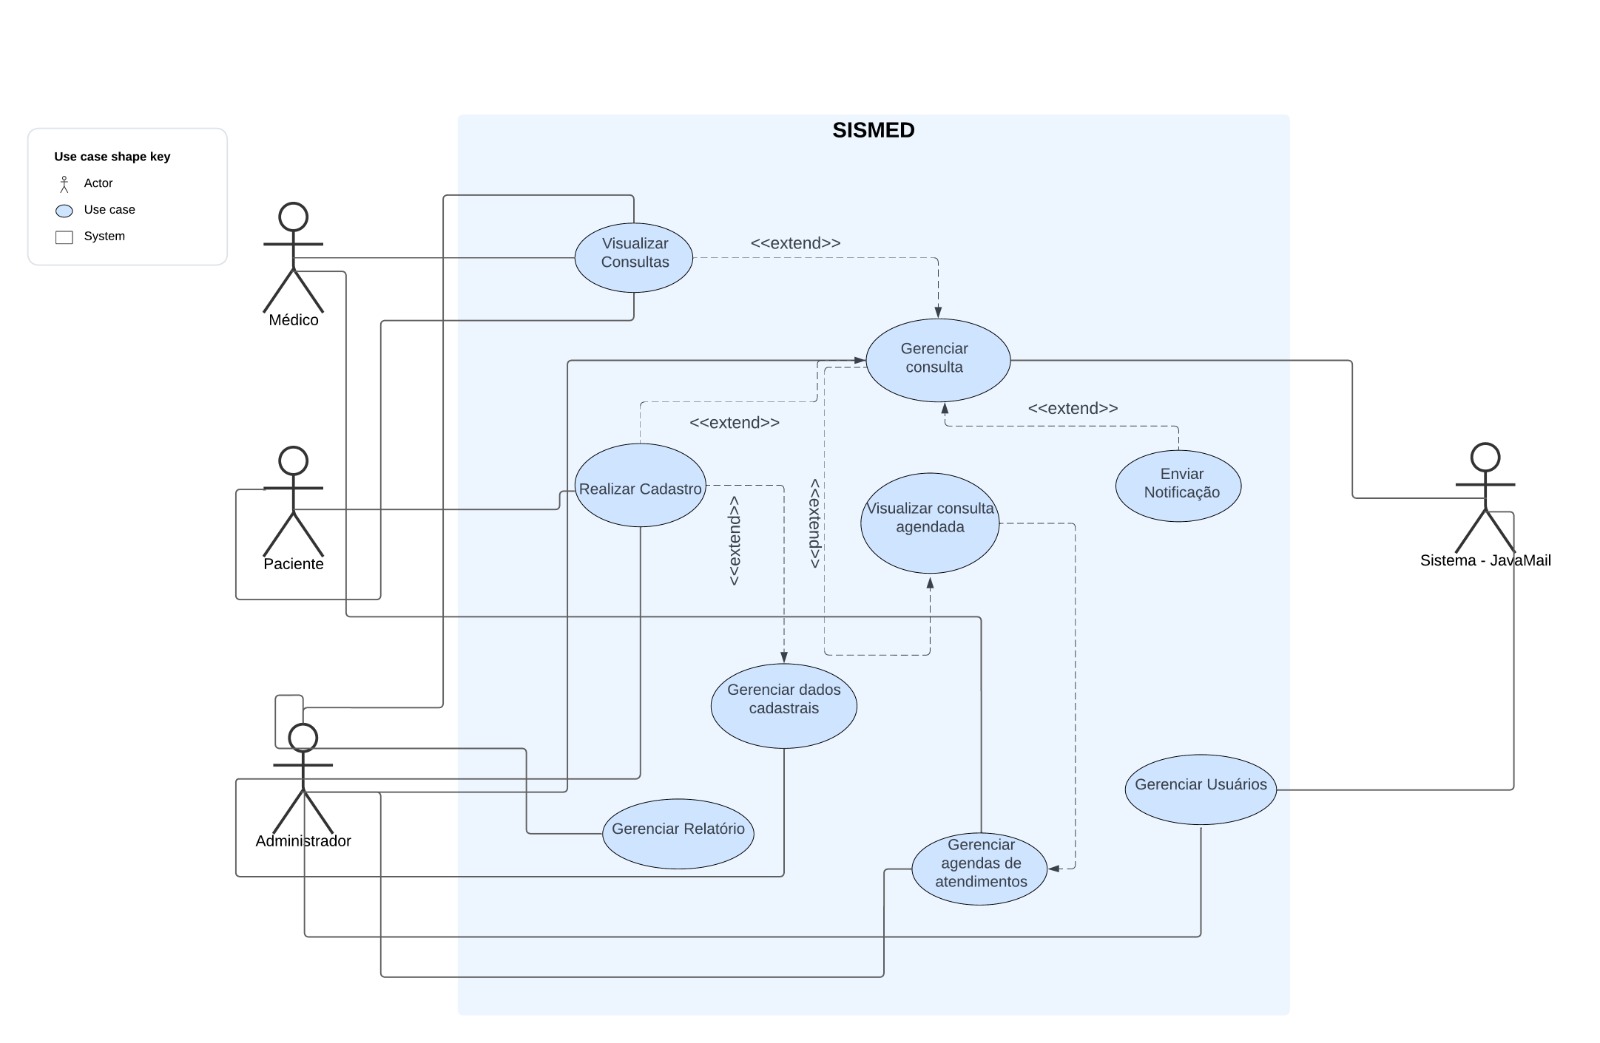 SISMED
Use case shape key
Actor
Use case
System
Visualizar
Consultas
<<extend>>
Médico
Gerenciar
consulta
<<extend>>
<<extend>>
Realizar Cadastro
Enviar
Notificação
Visualizar consulta
agendada
<<extend>>
<<extend>>
Paciente
Sistema - JavaMail
Gerenciar dados
cadastrais
Gerenciar Usuários
Administrador
Gerenciar Relatório
Gerenciar
agendas de
atendimentos